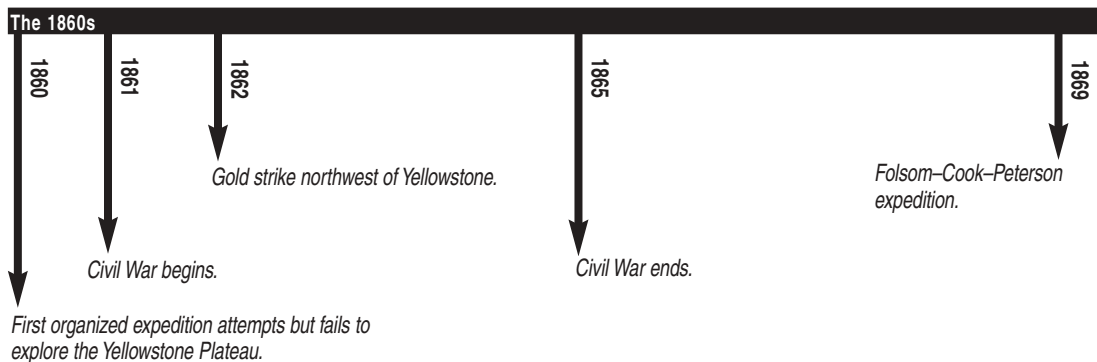 The 1860s
1860
First organized expedition attempts but fails to
explore the Yellowstone Plateau.
1861
Civil War begins.
1862
Gold strike northwest of Yellowstone.
1865
Civil War ends.
1869
Folsom–Cook–Peterson
expedition.